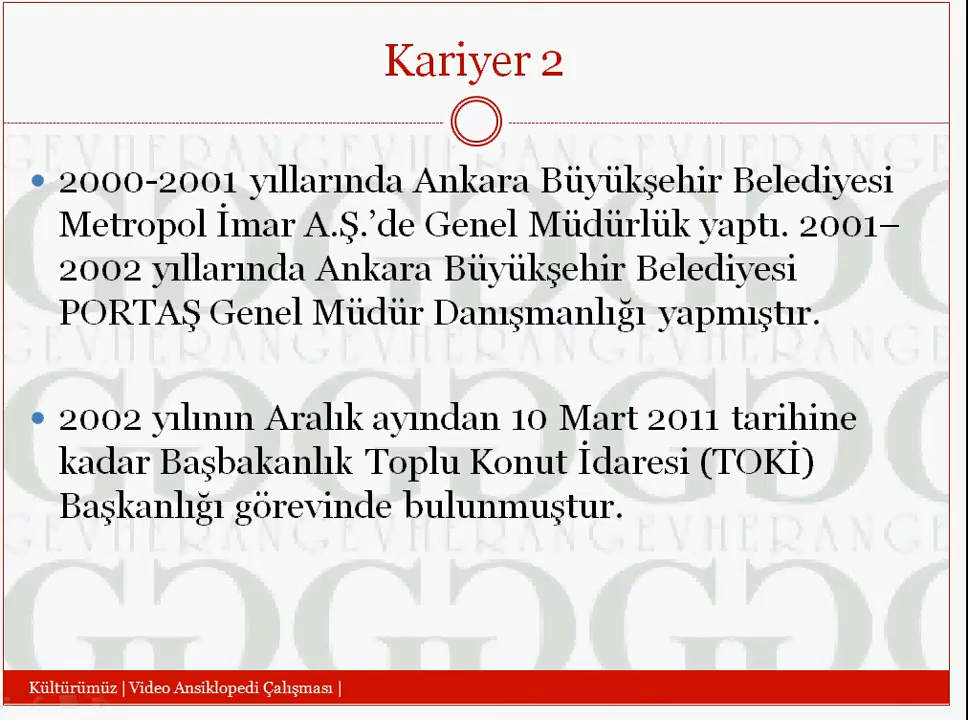 Kariyer 2
2000-2001 yıllarında Ankara Büyükşehir Belediyesi
Metropol İmar A.Ş.’de Genel Müdürlük yaptı. 2001–
2002 yıllarında Ankara Büyükşehir Belediyesi
PORTAŞ Genel Müdür Danışmanlığı yapmıştır.
2002 yılının Aralık ayından 10 Mart 2011 tarihine
kadar Başbakanlık Toplu Konut İdaresi (TOKİ)
Başkanlığı görevinde bulunmuştur.
Kültürümüz | Video Ansiklopedi Çalışması |